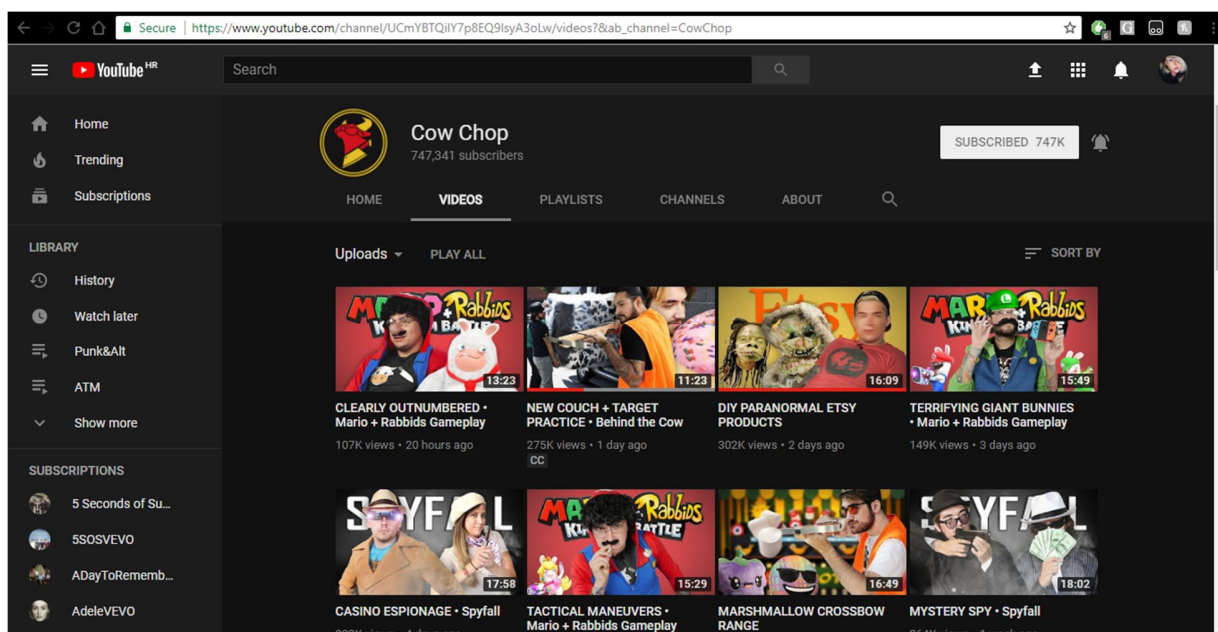 Secure | https://www.youtube.com/channel/UCmYBTQilY7p8EQ9IsyA3oLw/videos?&ab_channel=CowChop
6
G
YouTube HR
Search
Home
Trending
Subscriptions
LIBRARY
History
Watch later
Punk&Alt
ATM
Show more
SUBSCRIPTIONS
5 Seconds of Su...
5SOSVEVO
ADayToRememb...
AdeleVEVO
Cow Chop
747,341 subscribers
SUBSCRIBED 747K
HOME VIDEOS PLAYLISTS CHANNELS ABOUT
Uploads PLAY ALL SORT BY
13:23
CLEARLY OUTNUMBERED •
Mario + Rabbids Gameplay
107K views • 20 hours ago
11:23
NEW COUCH + TARGET
PRACTICE • Behind the Cow
275K views • 1 day ago
CC
Etsy
16:09
DIY PARANORMAL ETSY
PRODUCTS
302K views • 2 days ago
15:49
TERRIFYING GIANT BUNNIES
• Mario + Rabbids Gameplay
149K views • 3 days ago
17:58
CASINO ESPIONAGE • Spyfall
15:29
TACTICAL MANEUVERS •
Mario + Rabbids Gameplay
16:49
MARSHMALLOW CROSSBOW
RANGE
18:02
MYSTERY SPY • Spyfall